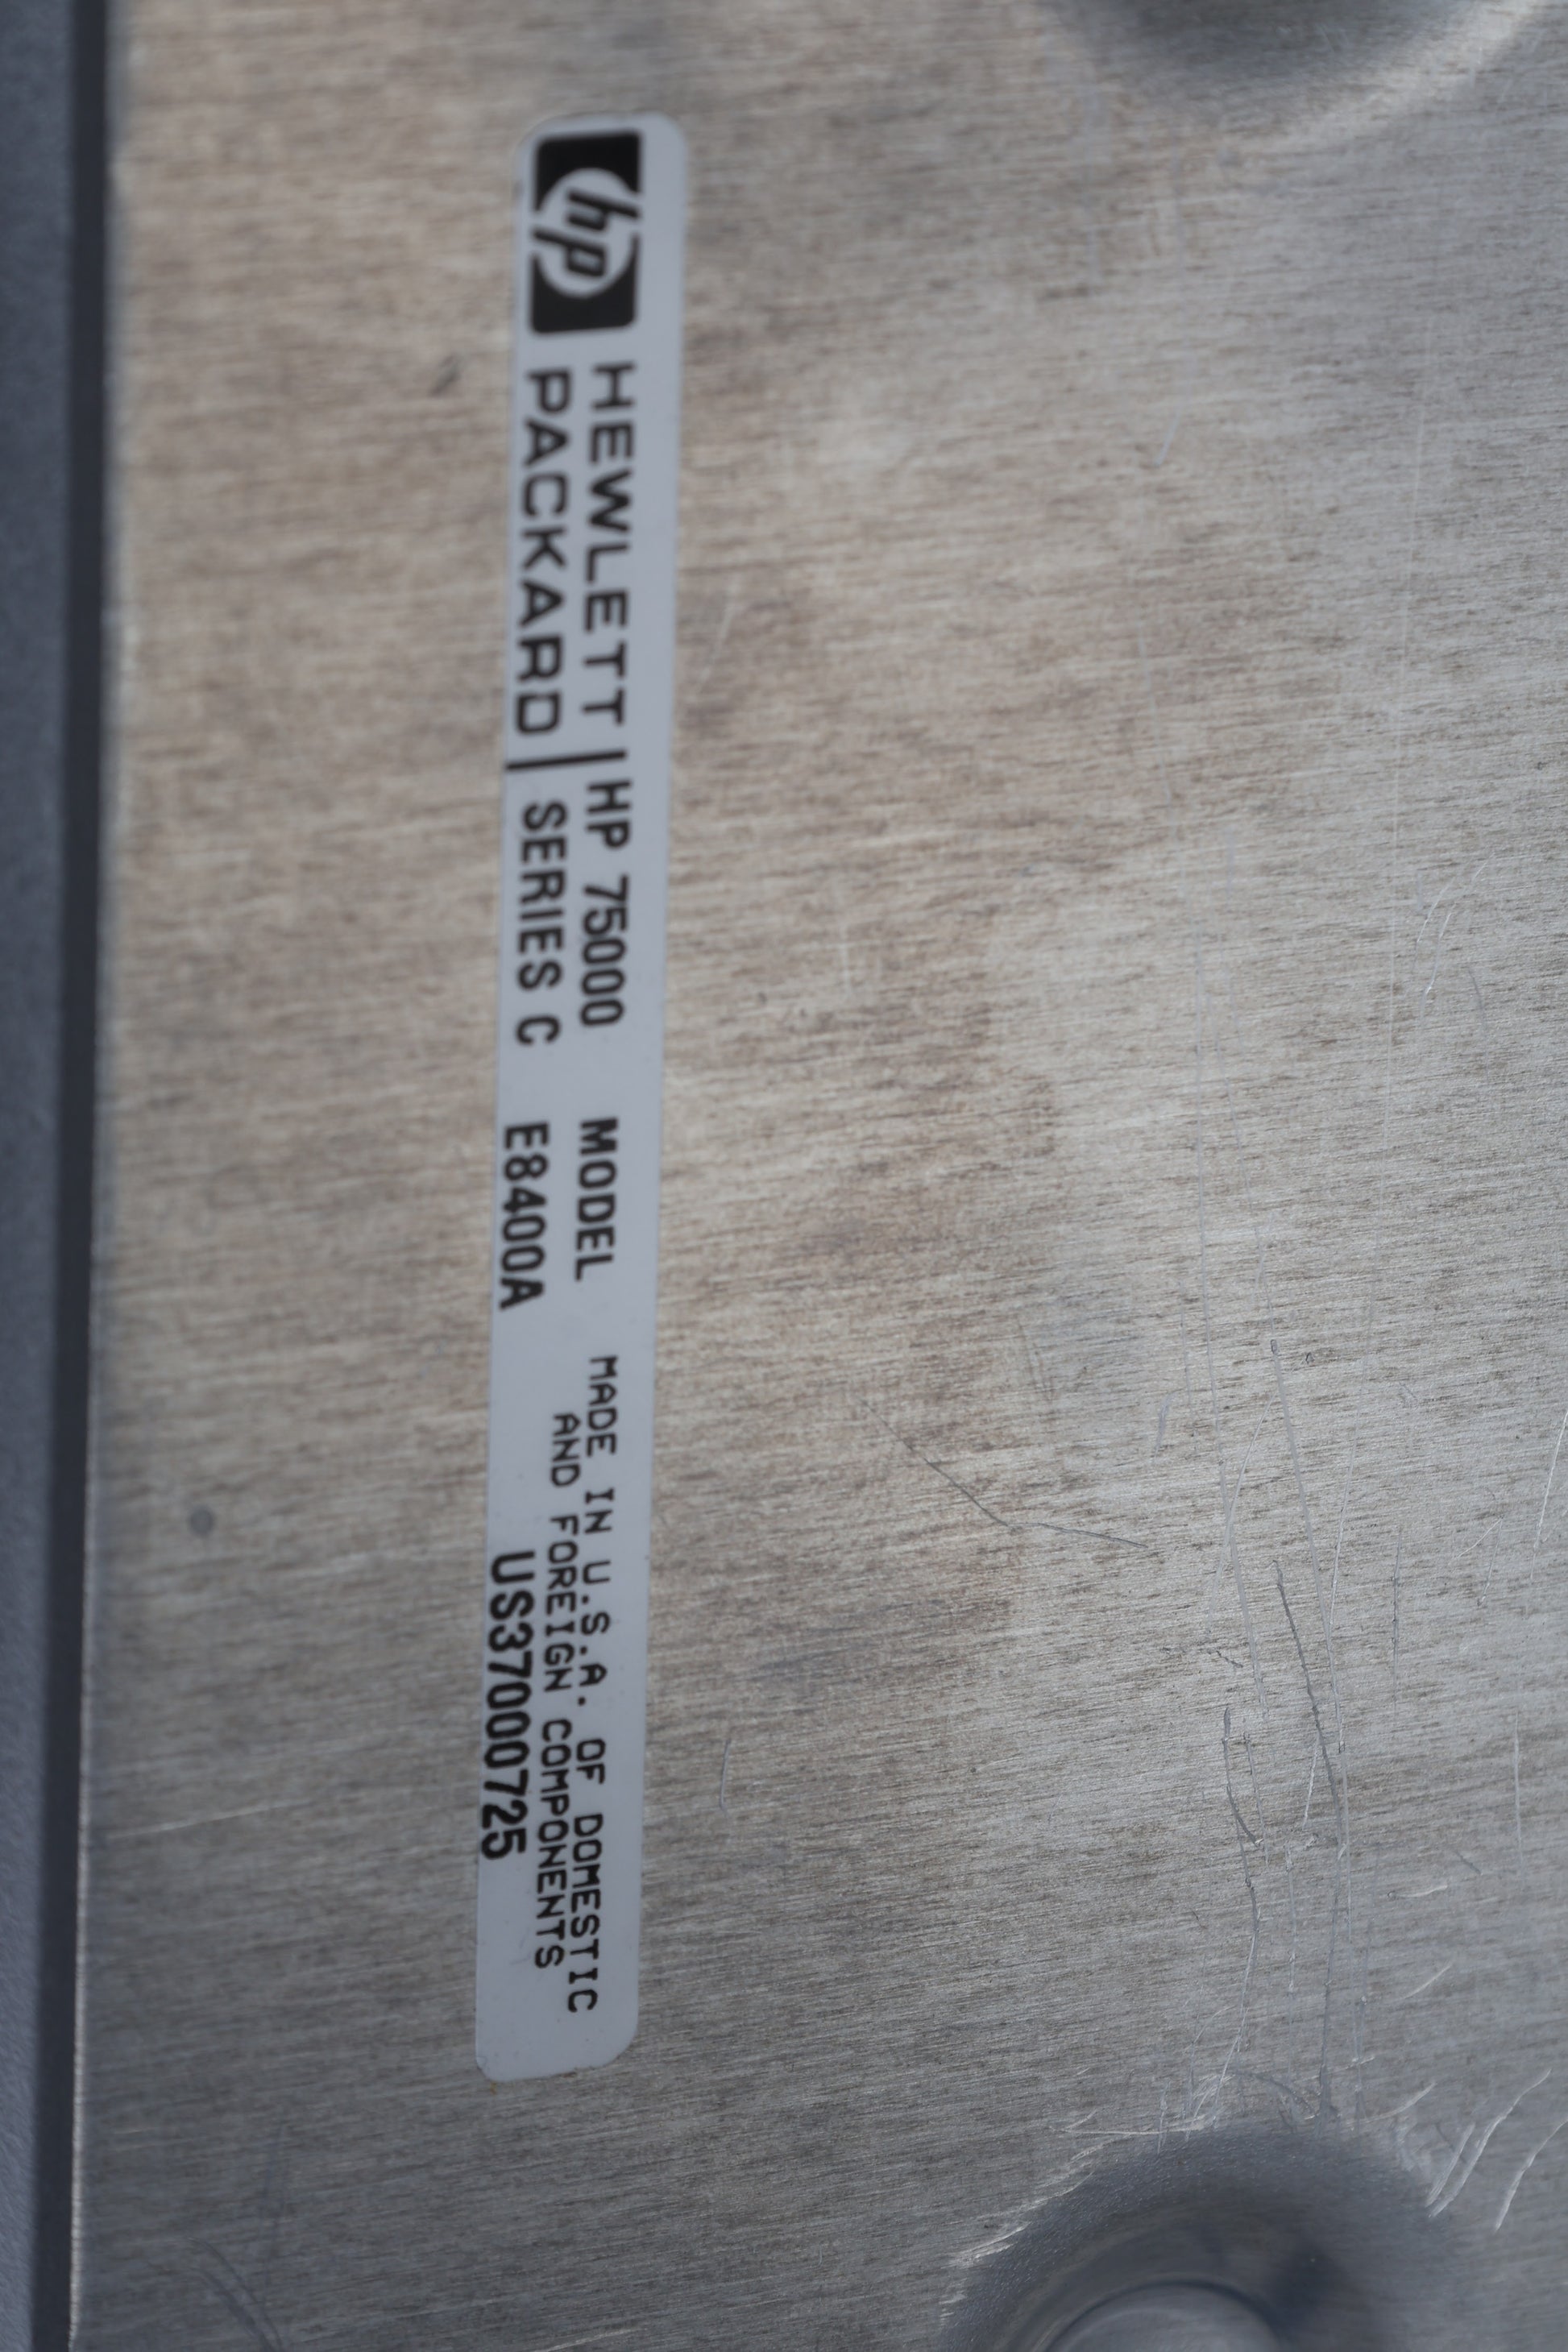 hp
HEWLETT
PACKARD
HP 75000
SERIES C
MODEL
E8400A
MADE IN U.S.A. OF DOMESTIC
AND FOREIGN COMPONENTS
US37000725